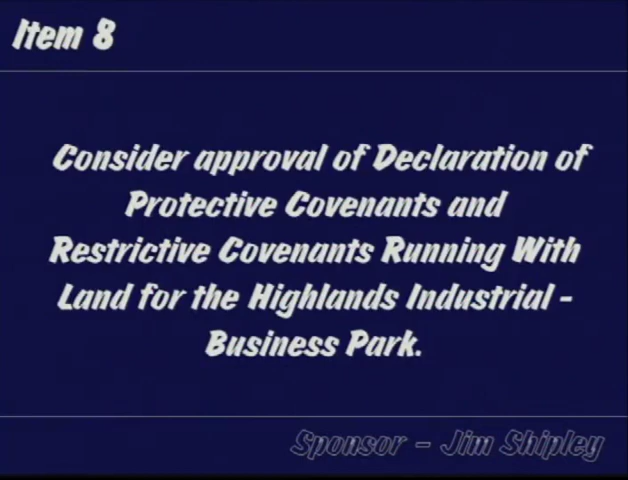 Item 8
Consider approval of Declaration of
Protective Covenants and
Restrictive Covenants Running With
Land for the Highlands Industrial -
Business Park.
Sponsor - Jim Shipley